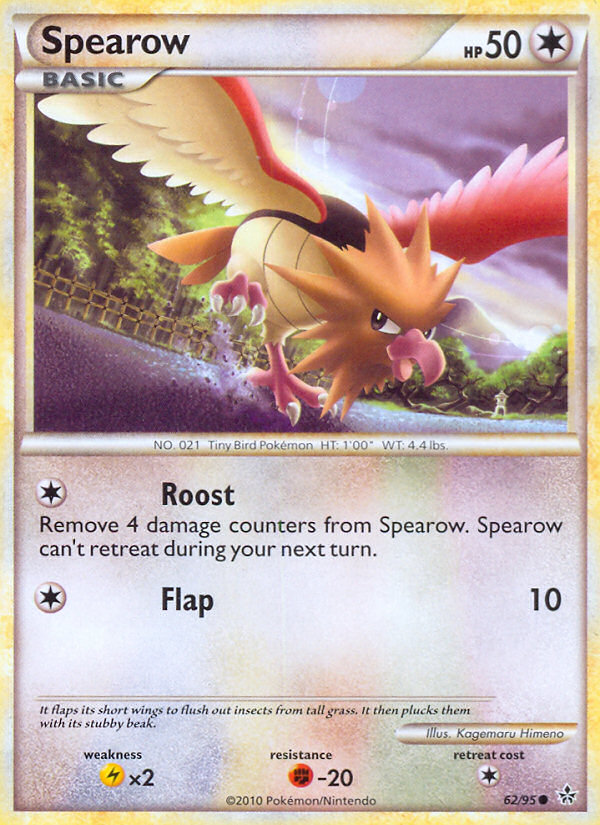 Spearow
HP 50
BASIC
NO. 021 Tiny Bird Pokémon HT: 1'00" WT: 4.4 lbs.
Roost
Remove 4 damage counters from Spearow. Spearow
can't retreat during your next turn.
Flap 10
It flaps its short wings to flush out insects from tall grass. It then plucks them
with its stubby beak.
Illus. Kagemaru Himeno
weakness resistance retreat cost
×2 -20
©2010 Pokémon/Nintendo 62/95